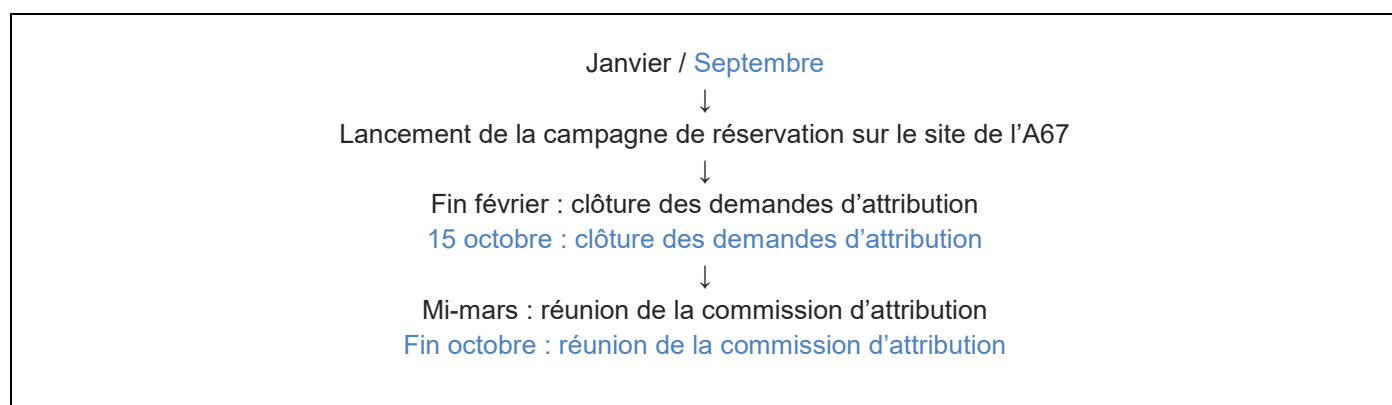 Janvier / Septembre
↓
Lancement de la campagne de réservation sur le site de l’A67
↓
Fin février : clôture des demandes d’attribution
15 octobre : clôture des demandes d’attribution
↓
Mi-mars : réunion de la commission d’attribution
Fin octobre : réunion de la commission d’attribution